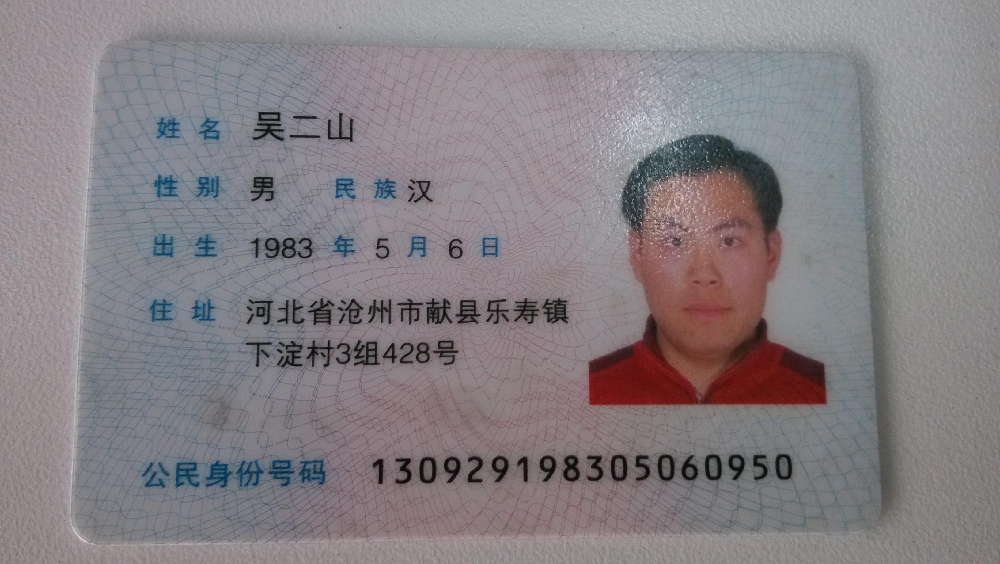 姓名 吴二山
性别 男 民族 汉
出生 1983 年 5 月 6 日
住址 河北省沧州市献县乐寿镇
下淀村3组428号
公民身份号码 130929198305060950